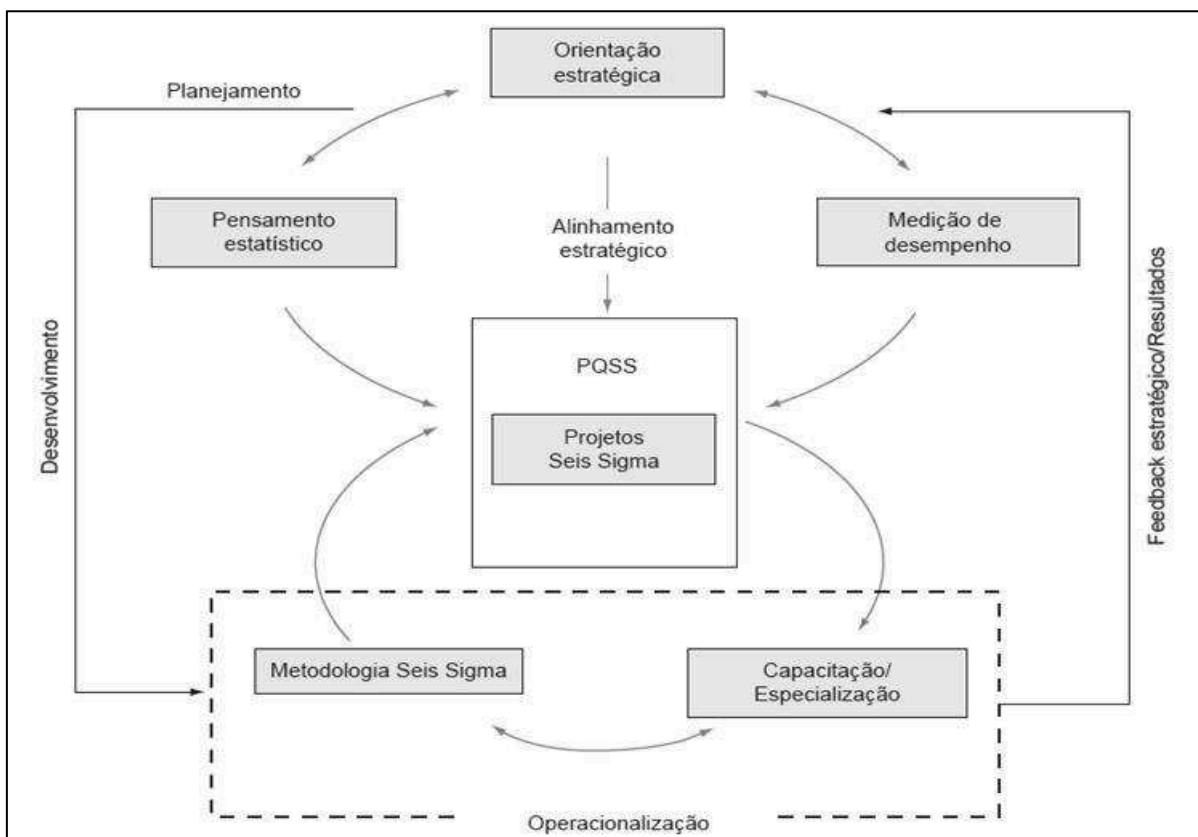 Orientação
estratégica
Planejamento
Pensamento
estatístico
Alinhamento
estratégico
Medição de
desempenho
Desenvolvimento
PQSS
Projetos
Seis Sigma
Feedback estratégico/Resultados
Metodologia Seis Sigma
Capacitação/
Especialização
Operacionalização